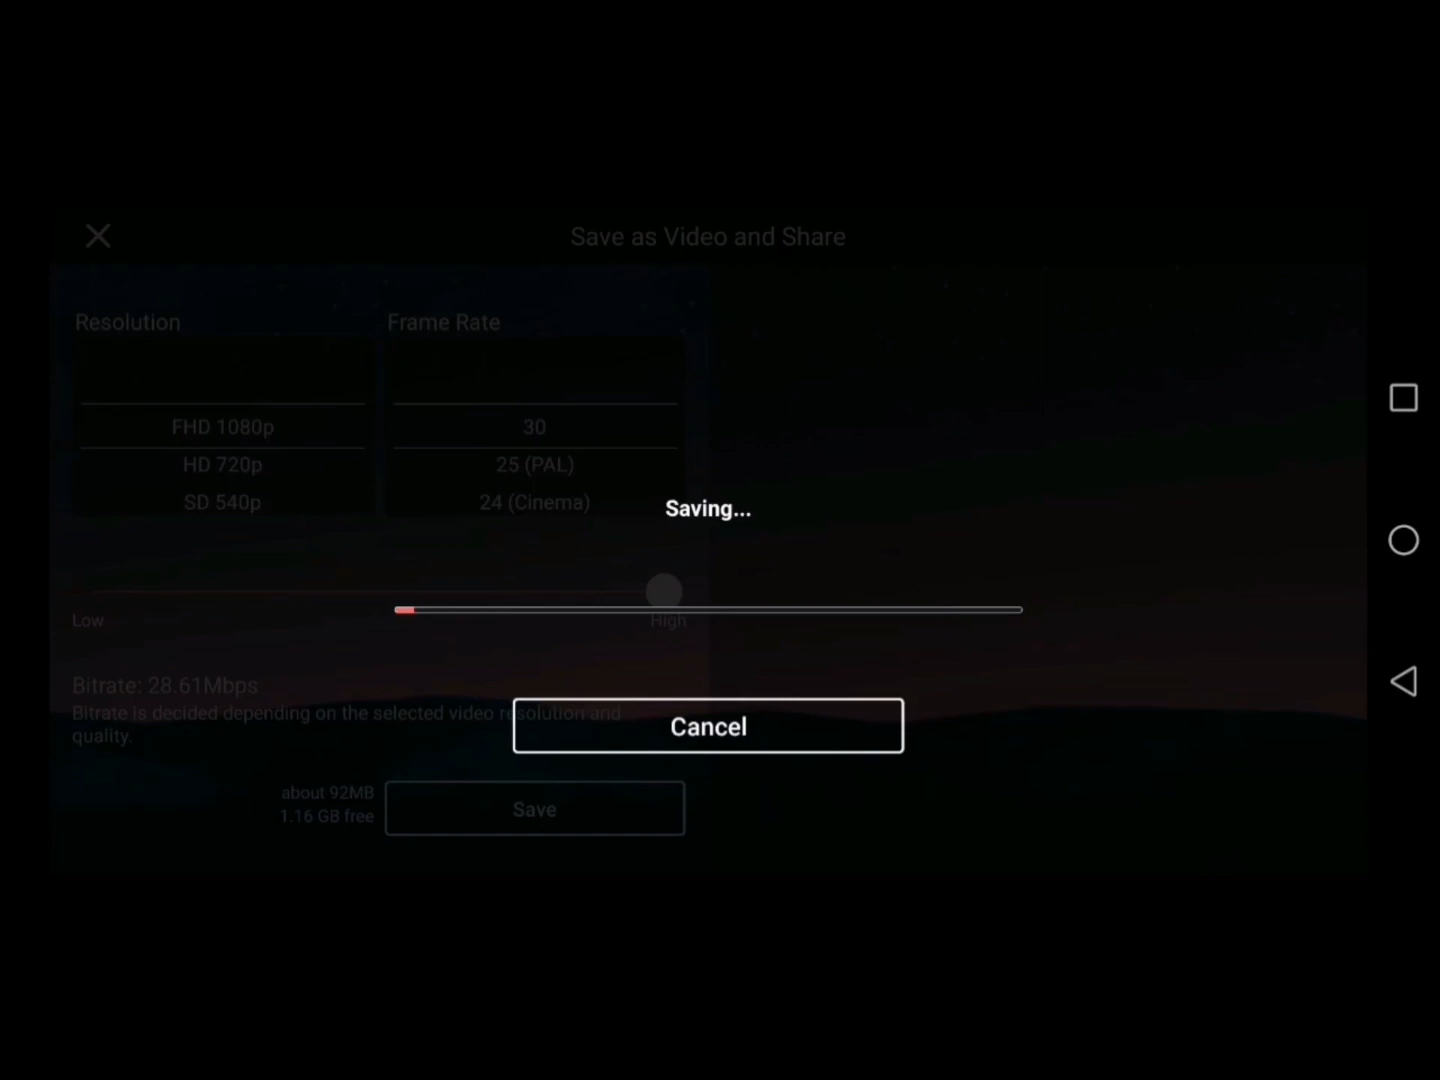 Save as Video and Share
Resolution
Frame Rate
FHD 1080p
30
HD 720p
25 (PAL)
SD 540p
24 (Cinema)
Saving...
Low
High
Bitrate: 28.61Mbps
Bitrate is decided depending on the selected video resolution and
quality.
Cancel
about 92MB
1.16 GB free
Save